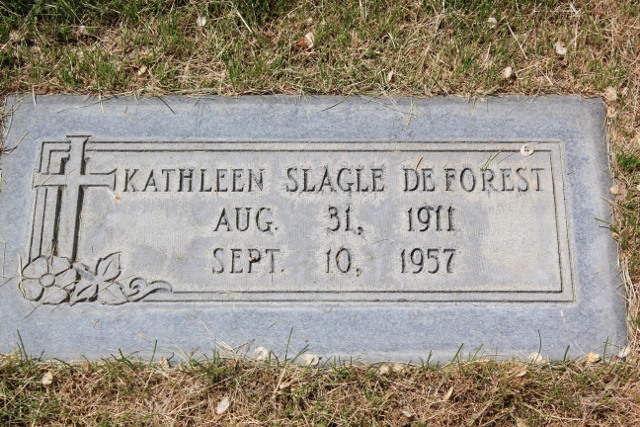 KATHLEEN SLAGLE DE FOREST
AUG. 31, 1911
SEPT. 10, 1957